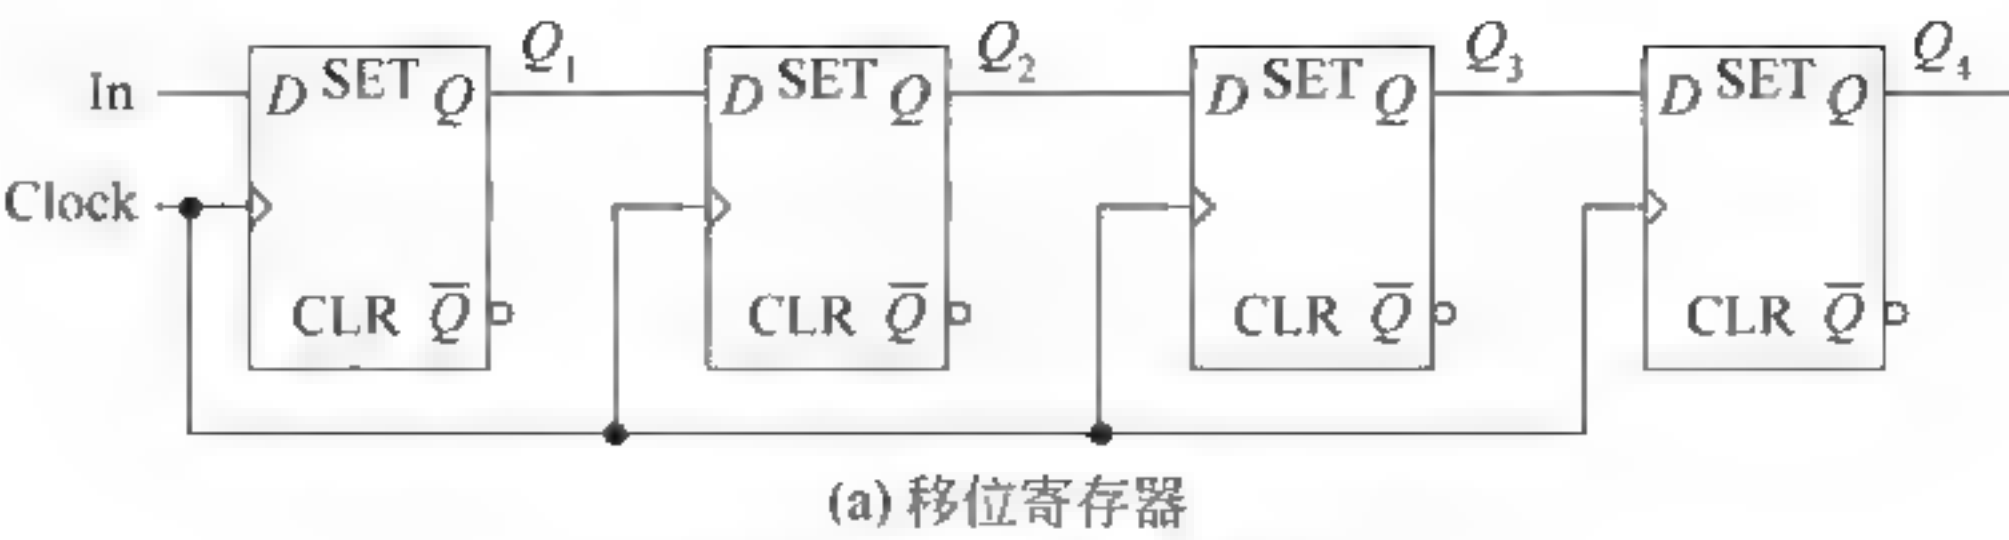 Q₁ Q₂ Q₃ Q₄
In D SET Q D SET Q D SET Q D SET Q
Clock
CLR Q̅ CLR Q̅ CLR Q̅ CLR Q̅
(a) 移位寄存器